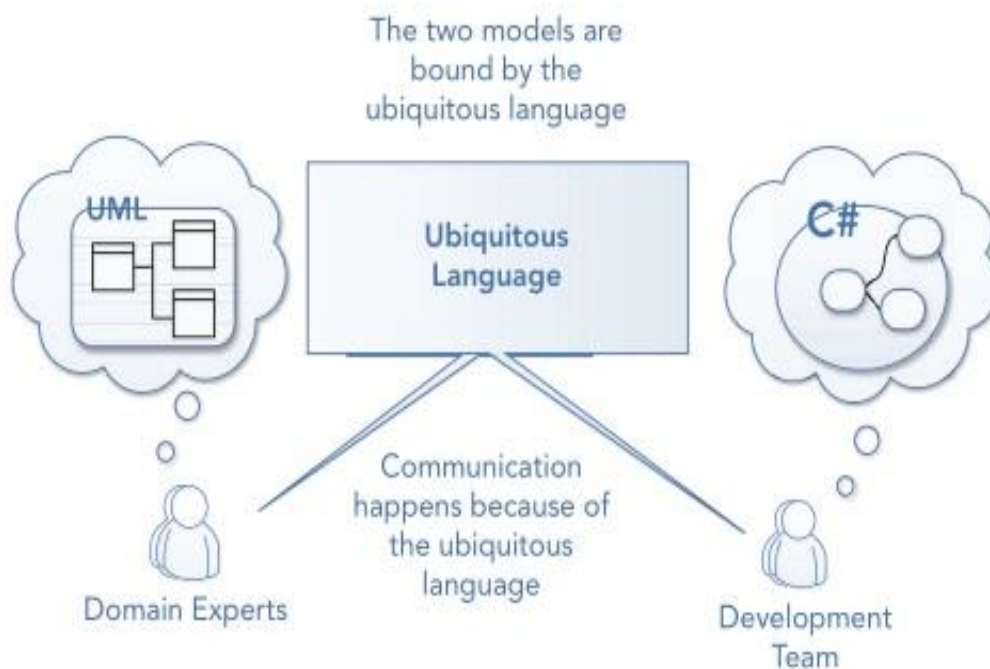 The two models are
bound by the
ubiquitous language
UML
Ubiquitous
Language
C#
Communication
happens because of
the ubiquitous
language
Domain Experts
Development
Team